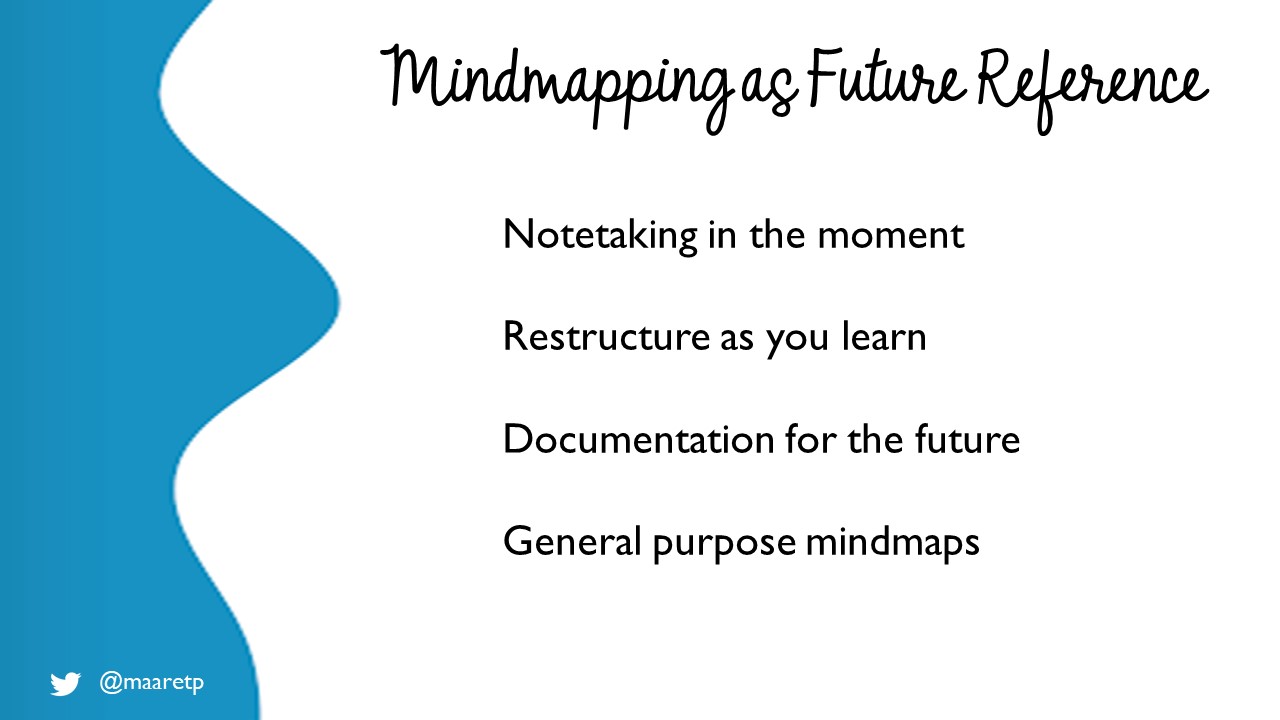 Mindmapping as Future Reference
Notetaking in the moment
Restructure as you learn
Documentation for the future
General purpose mindmaps
@maaretp